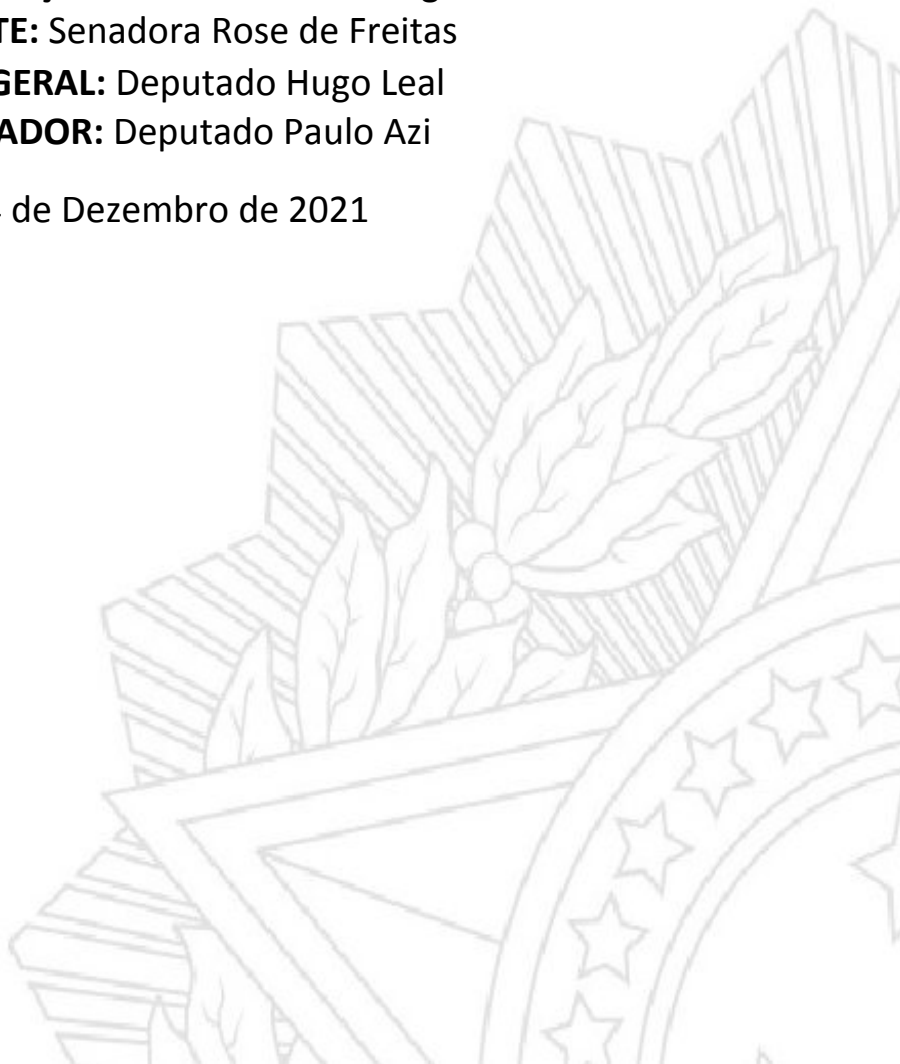 TE: Senadora Rose de Freitas
GERAL: Deputado Hugo Leal
ADOR: Deputado Paulo Azi
de Dezembro de 2021